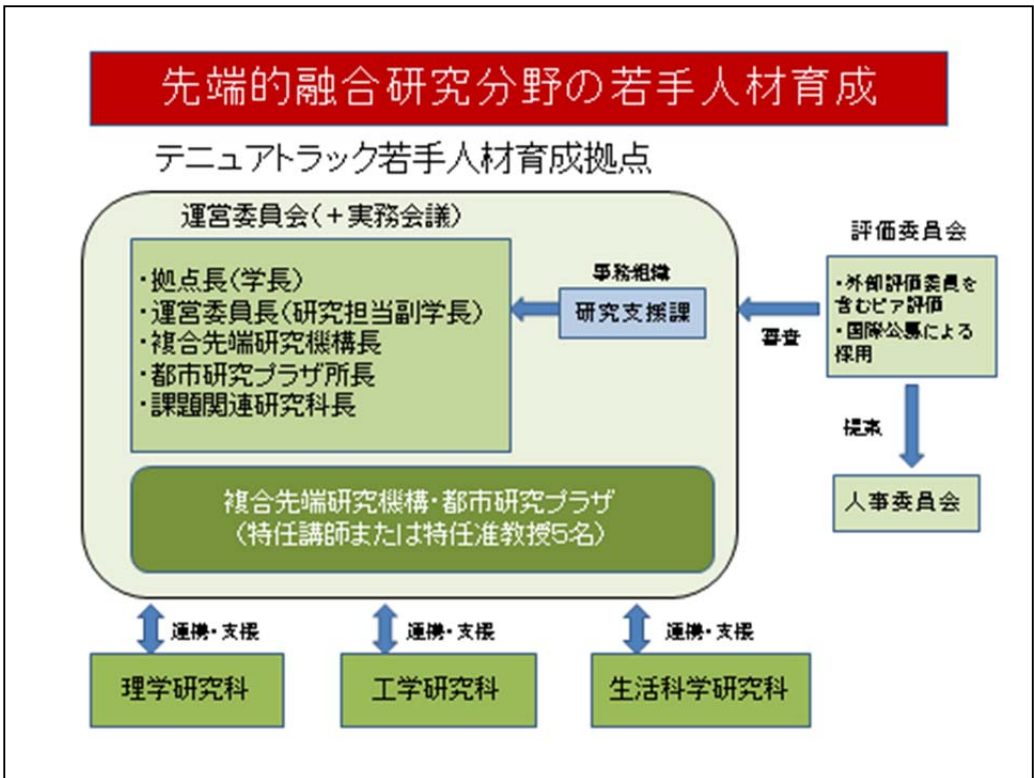 先端的融合研究分野の若手人材育成
テニュアトラック若手人材育成拠点
運営委員会(+実務会議)
・拠点長(学長)
・運営委員長(研究担当副学長)
・複合先端研究機構長
・都市研究プラザ所長
・課題関連研究科長
事務組織
研究支援課
複合先端研究機構・都市研究プラザ
(特任講師または特任准教授5名)
評価委員会
・外部評価委員を
含むピア評価
・国際公募による
採用
審査
提案
人事委員会
連携・支援
連携・支援
連携・支援
理学研究科
工学研究科
生活科学研究科